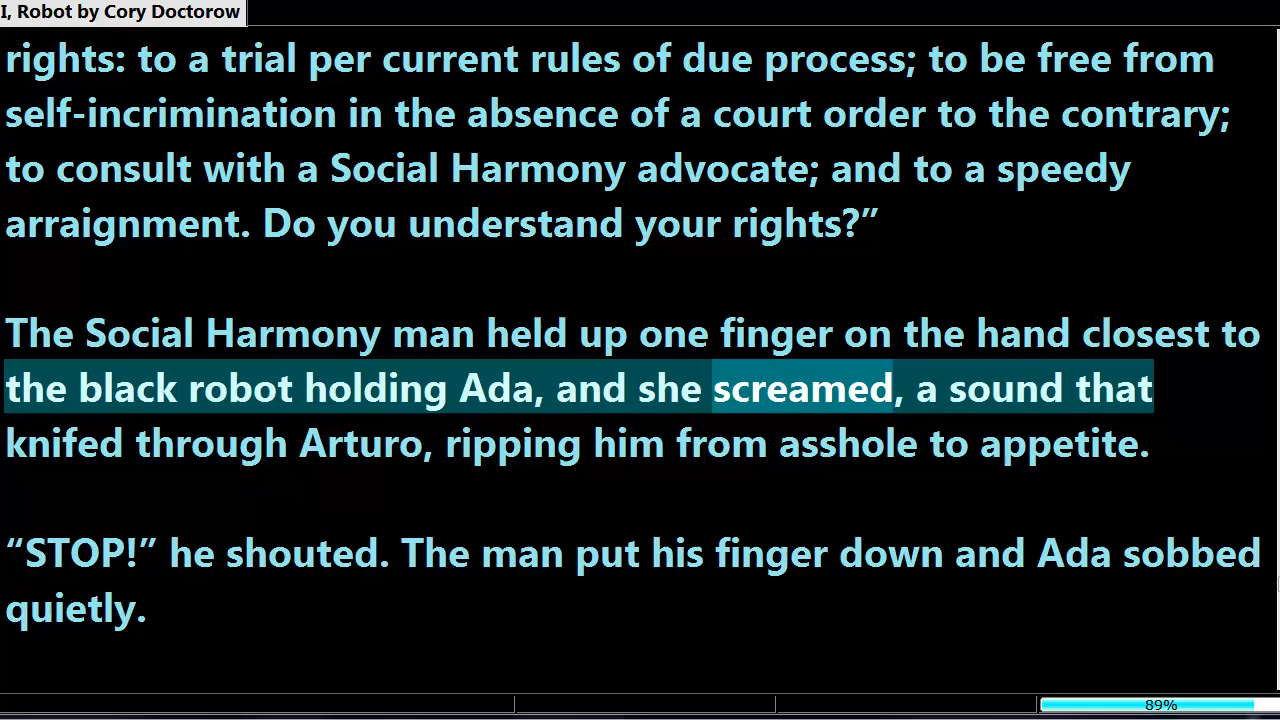 I, Robot by Cory Doctorow
rights: to a trial per current rules of due process; to be free from
self-incrimination in the absence of a court order to the contrary;
to consult with a Social Harmony advocate; and to a speedy
arraignment. Do you understand your rights?”
The Social Harmony man held up one finger on the hand closest to
the black robot holding Ada, and she screamed, a sound that
knifed through Arturo, ripping him from asshole to appetite.
“STOP!” he shouted. The man put his finger down and Ada sobbed
quietly.
89%